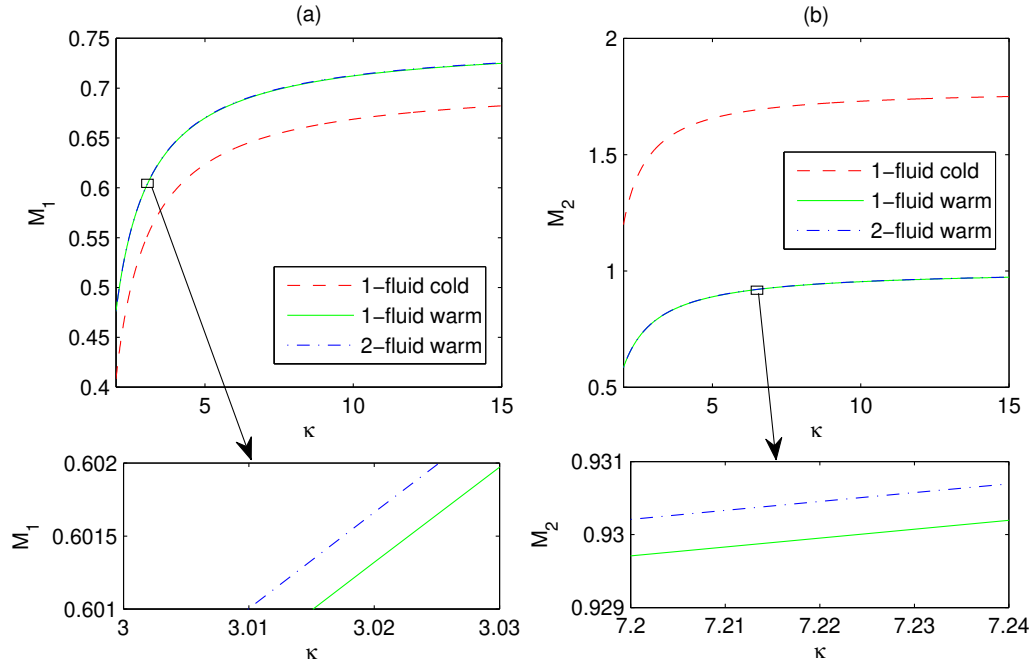 (a)
0.75
0.7
0.65
0.6
0.55
0.5
0.45
0.4
M1
5
10
15
κ
1−fluid cold
1−fluid warm
2−fluid warm
(b)
2
1.5
1
0.5
M2
5
10
15
κ
1−fluid cold
1−fluid warm
2−fluid warm
0.602
0.6015
0.601
M1
3
3.01
3.02
3.03
κ
0.931
0.93
0.929
M2
7.2
7.21
7.22
7.23
7.24
κ